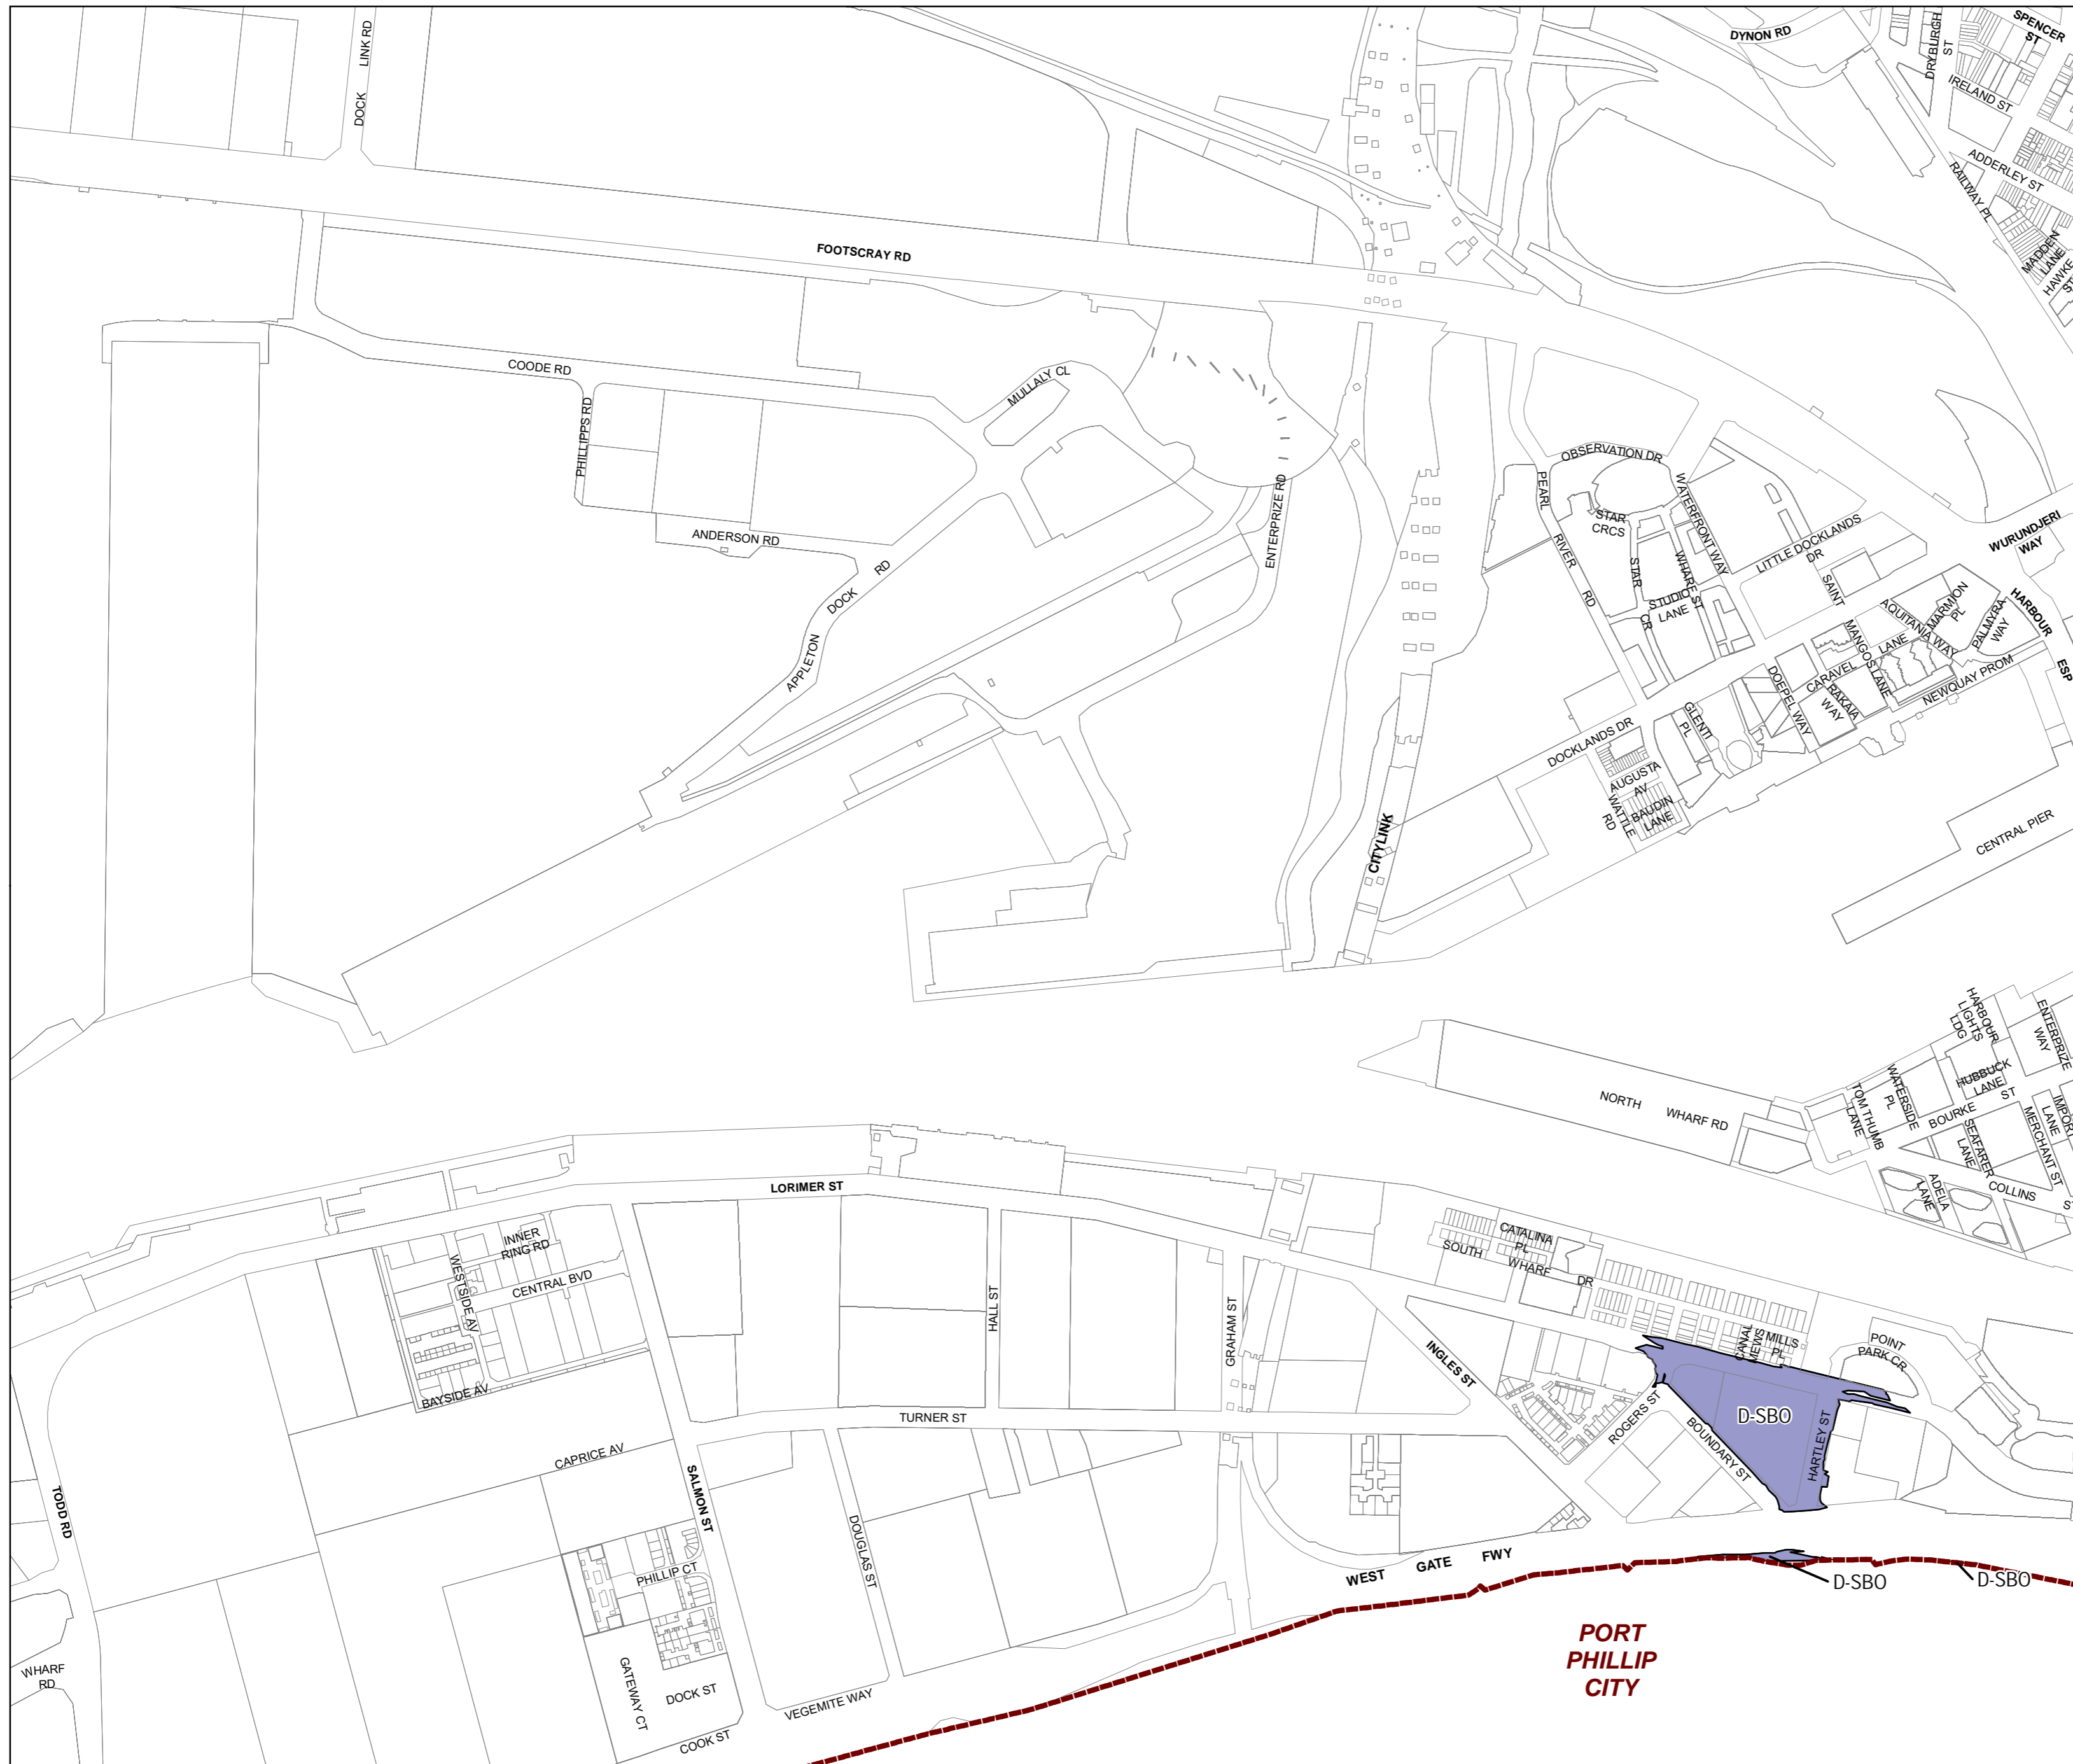 LINK RD
DOCK
DYNON RD
DRYBURGH
ST
SPENCER
ST
IRELAND ST
ADDERLEY ST
RAILWAY PL
MADDEN
LANE
HAWKE
ST
FOOTSCRAY RD
COODE RD
MULLALY CL
PHILLIPPS RD
ANDERSON RD
APPLETON
DOCK
RD
ENTERPRIZE RD
OBSERVATION DR
PEARL
RIVER
RD
STAR
CRCS
STAR
CR
WATERFRONT WAY
WHARF ST
STUDIO
LANE
LITTLE DOCKLANDS
DR
SAINT
MANGOS
LANE
WURUNDJERI
WAY
HARBOUR
ESP
AQUITANIA WAY
MARMION
PL
PALMYRA
WAY
CARAVEL
LANE
NEWQUAY PROM
RAKAIA
WAY
DOEPEL WAY
GLENTI
PL
DOCKLANDS DR
AUGUSTA
AV
WATTLE
RD
BAUDIN
LANE
CITYLINK
CENTRAL PIER
HARBOUR
LIGHTS
LDG
ENTERPRIZE
WAY
HUBBUCK
LANE
NORTH WHARF RD
TOM THUMB
LANE
WATERSIDE
PL
BOURKE ST
SEAFARER
LANE
MERCHANT ST
IMPORT
LANE
ADELA
LANE
COLLINS
ST
LORIMER ST
INNER
RING RD
WESTSIDE AV
CENTRAL BVD
BAYSIDE AV
HALL ST
GRAHAM ST
SOUTH
WHARF
DR
CATALINA
PL
INGLES ST
CANAL
MEWS
MILLS
PL
POINT
PARK CR
ROGERS ST
BOUNDARY ST
D-SBO
HARTLEY ST
TURNER ST
CAPRICE AV
SALMON ST
TODD RD
DOUGLAS ST
PHILLIP CT
WEST GATE FWY
D-SBO
D-SBO
WHARF
RD
GATEWAY CT
DOCK ST
COOK ST
VEGEMITE WAY
PORT
PHILLIP
CITY